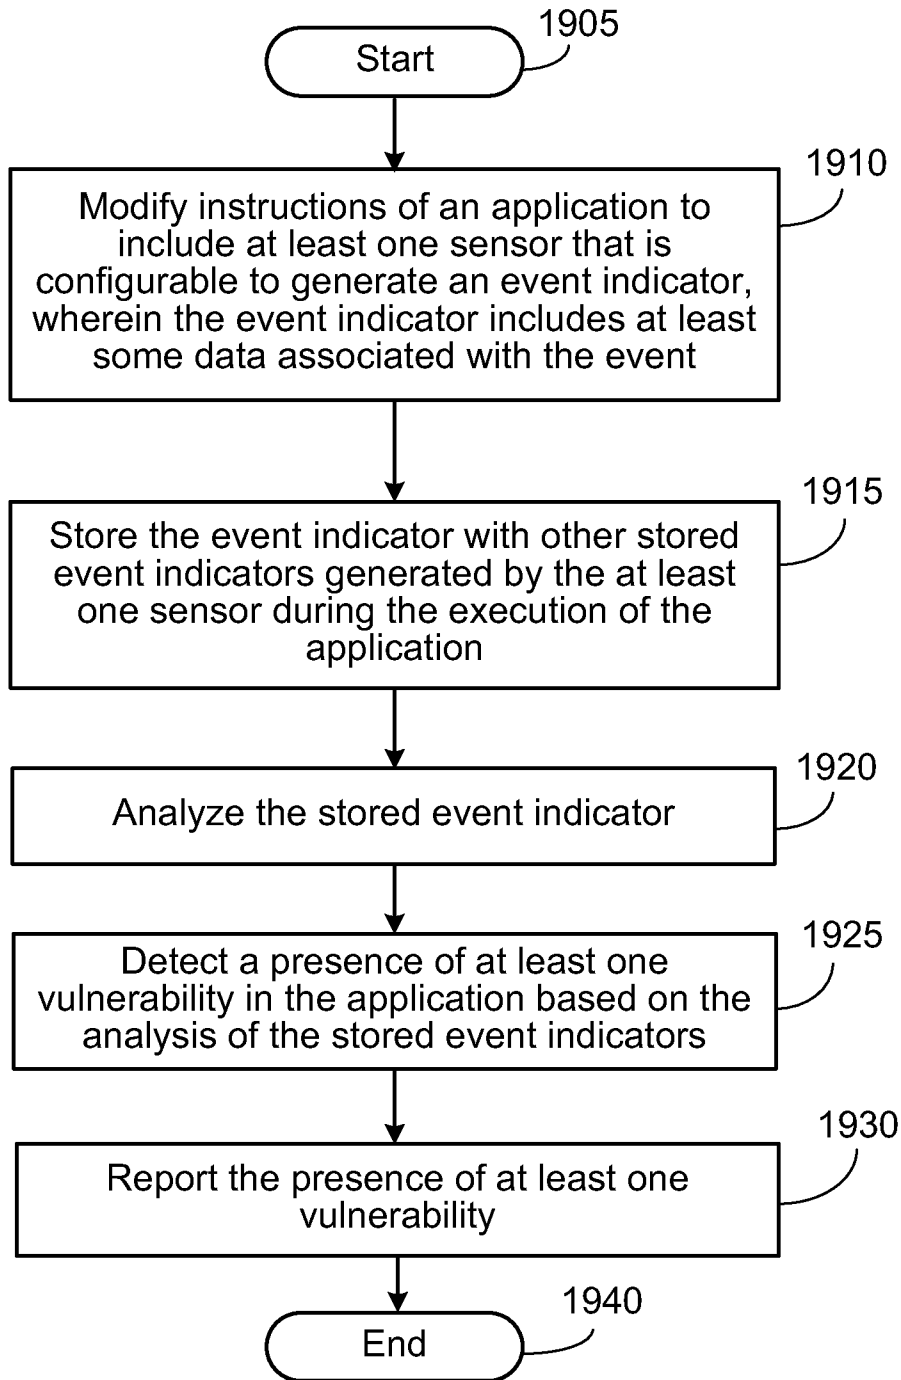 1905
Start
1910
Modify instructions of an application to
include at least one sensor that is
configurable to generate an event indicator,
wherein the event indicator includes at least
some data associated with the event
1915
Store the event indicator with other stored
event indicators generated by the at least
one sensor during the execution of the
application
1920
Analyze the stored event indicator
1925
Detect a presence of at least one
vulnerability in the application based on the
analysis of the stored event indicators
1930
Report the presence of at least one
vulnerability
1940
End